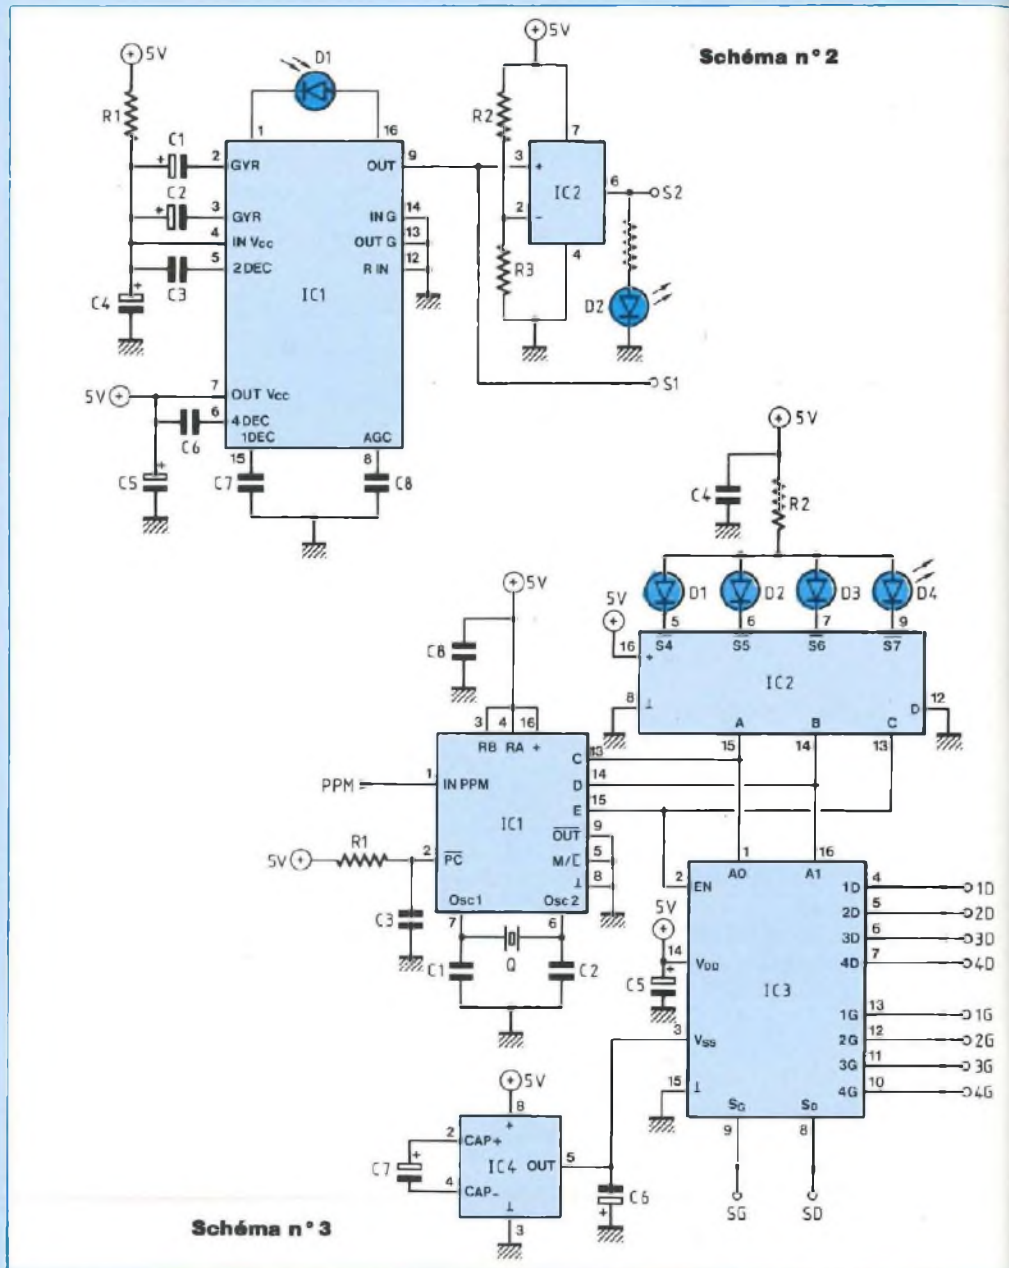 Schéma n° 2
5V
R1
C1
C2
C3
C4
+
+
+
D1
1
16
2 GYR
3 GYR
4 IN Vcc
5 2 DEC
OUT 9
IN G 14
OUT G 13
R IN 12
IC1
5V
7 OUT Vcc
6 4 DEC
1DEC
AGC
15
8
C6
C5
+
C7
C8
5V
R2
R3
7
3 +
2 −
IC2
6
4
S2
D2
S1
5V
C4
R2
D1
D2
D3
D4
5V
16
+
5
6
7
9
S4
S5
S6
S7
8
⊥
IC2
D
12
A
B
C
15
14
13
5V
C8
3
4
16
RB RA +
PPM
1
IN PPM
C 13
D 14
E 15
IC1
OUT 9
M/E 5
⊥ 8
5V
R1
2
PC
C3
Osc1
Osc2
7
6
C1
Q
C2
1
16
A0
A1
2 EN
5V
14 VDD
C5
+
3 VSS
15 ⊥
IC3
1D 4 1D
2D 5 2D
3D 6 3D
4D 7 4D
1G 13 1G
2G 12 2G
3G 11 3G
4G 10 4G
SG
SD
9
8
SG
SD
5V
8
+
2 CAP+
4 CAP-
IC4
OUT 5
C7
+
⊥
3
C6
+
Schéma n° 3